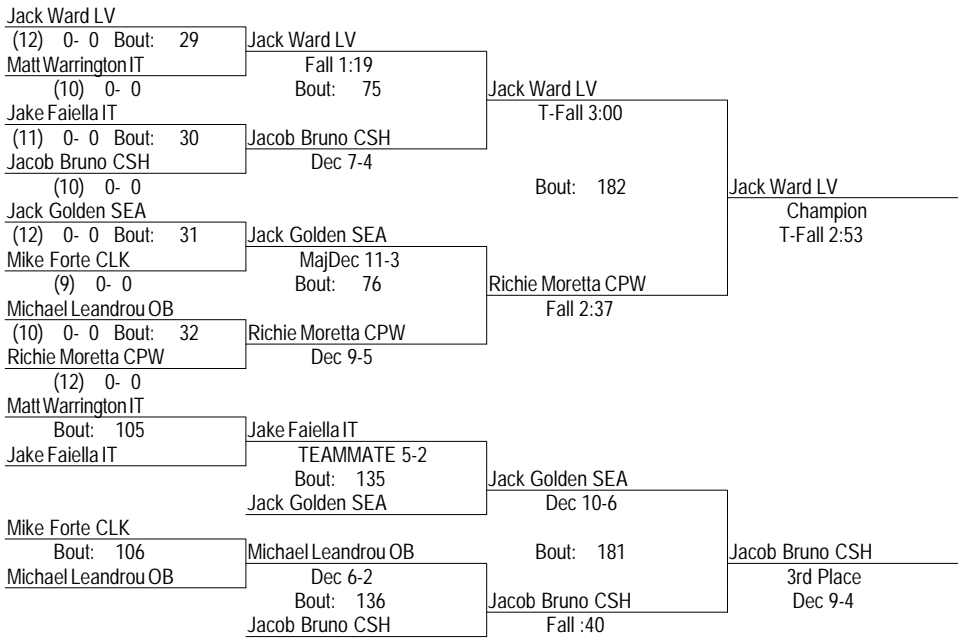 Jack Ward LV
(12) 0- 0 Bout: 29
Jack Ward LV
Matt Warrington IT
Fall 1:19
(10) 0- 0
Bout: 75
Jack Ward LV
Jake Faiella IT
T-Fall 3:00
(11) 0- 0 Bout: 30
Jacob Bruno CSH
Jacob Bruno CSH
Dec 7-4
(10) 0- 0
Bout: 182
Jack Ward LV
Jack Golden SEA
Champion
(12) 0- 0 Bout: 31
Jack Golden SEA
T-Fall 2:53
Mike Forte CLK
MajDec 11-3
(9) 0- 0
Bout: 76
Richie Moretta CPW
Michael Leandrou OB
Fall 2:37
(10) 0- 0 Bout: 32
Richie Moretta CPW
Richie Moretta CPW
Dec 9-5
(12) 0- 0
Matt Warrington IT
Bout: 105
Jake Faiella IT
Jake Faiella IT
TEAMMATE 5-2
Bout: 135
Jack Golden SEA
Jack Golden SEA
Dec 10-6
Mike Forte CLK
Bout: 106
Michael Leandrou OB
Bout: 181
Jacob Bruno CSH
Michael Leandrou OB
Dec 6-2
3rd Place
Bout: 136
Jacob Bruno CSH
Dec 9-4
Jacob Bruno CSH
Fall :40